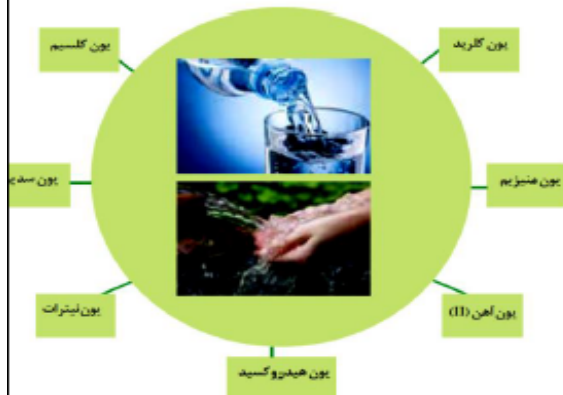 یون کلرید
یون کلسیم
یون منیزیم
یون سدیم
یون آهن (II)
یون نیترات
یون هیدروکسید